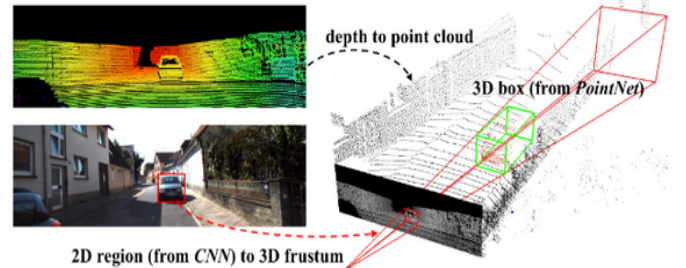 depth to point cloud
3D box (from PointNet)
2D region (from CNN) to 3D frustum